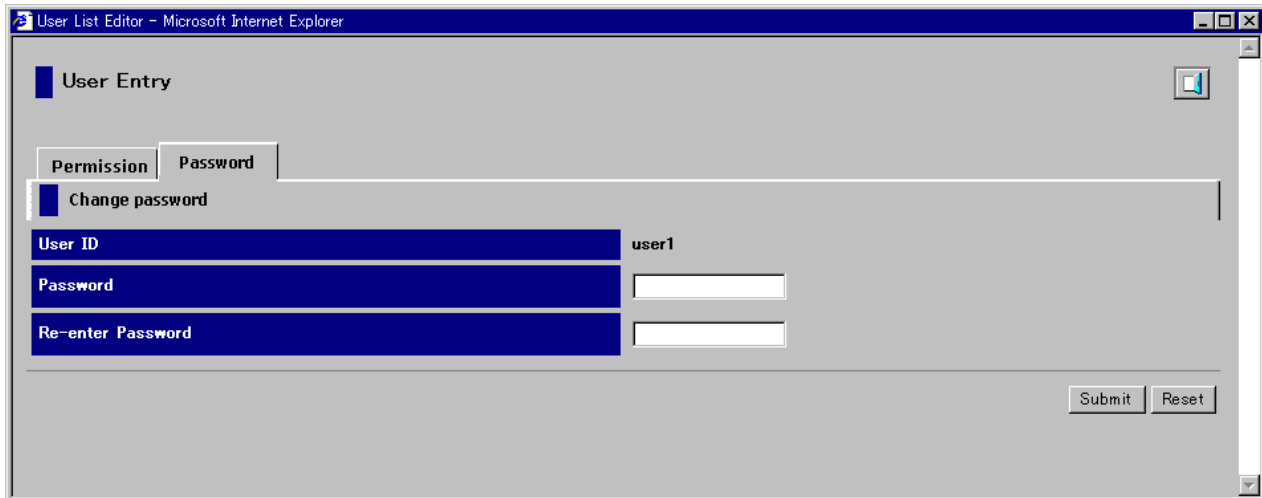 User List Editor - Microsoft Internet Explorer
User Entry
Permission Password
Change password
User ID user1
Password
Re-enter Password
Submit Reset